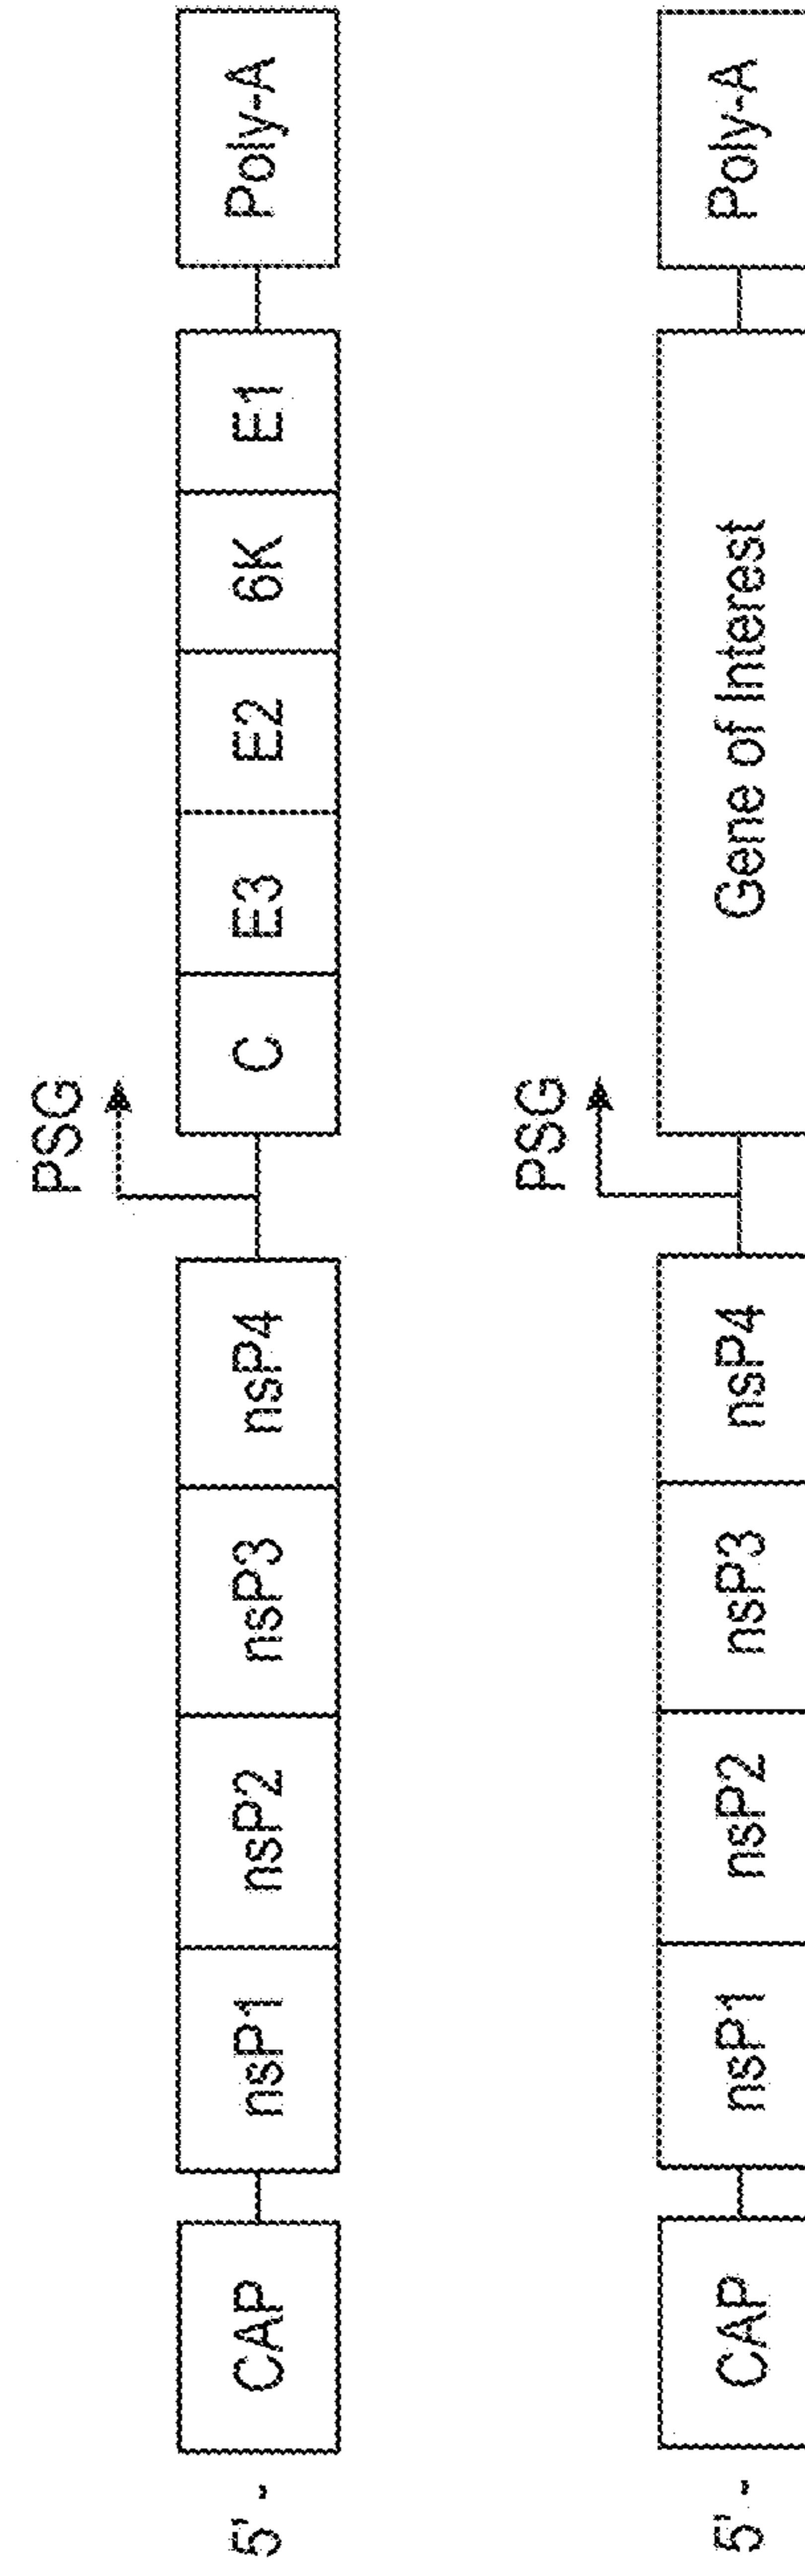 PSG
5' - CAP nsP1 nsP2 nsP3 nsP4 C E3 E2 6K E1 Poly-A
PSG
5' - CAP nsP1 nsP2 nsP3 nsP4 Gene of Interest Poly-A